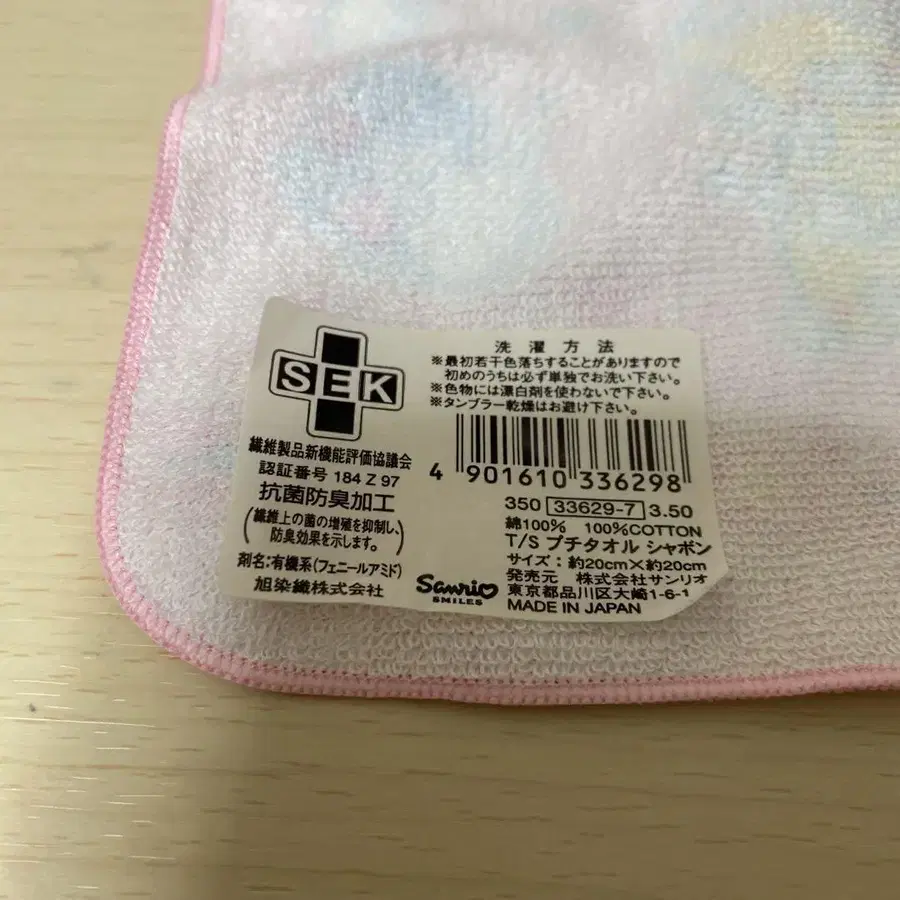 SEK
繊維製品新機能評価協議会
認証番号 184 Z 97
抗菌防臭加工
(繊維上の菌の増殖を抑制し、
防臭効果を示します。)
剤名:有機系(フェニールアミド)
旭染織株式会社
Sanrio
SMILES
洗濯方法
※最初若干色落ちすることがありますので
初めのうちは必ず単独でお洗い下さい。
※色物には漂白剤を使わないで下さい。
※タンブラー乾燥はお避け下さい。
4 901610 336298
350 33629-7 3.50
綿100% 100%COTTON
T/S プチタオル シャボン
サイズ:約20cm×約20cm
発売元 株式会社サンリオ
東京都品川区大崎1-6-1
MADE IN JAPAN